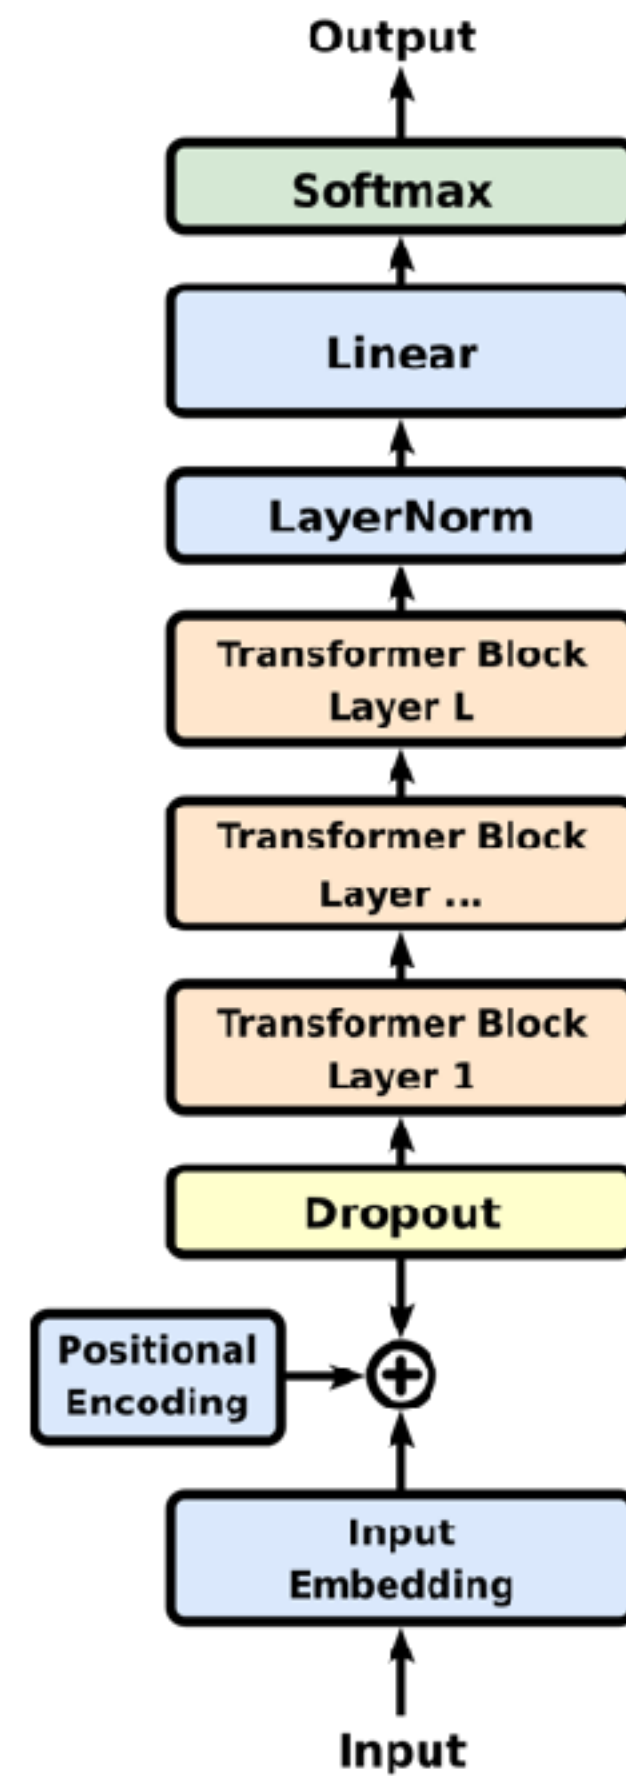 Output
Softmax
Linear
LayerNorm
Transformer Block
Layer L
Transformer Block
Layer ...
Transformer Block
Layer 1
Dropout
Positional
Encoding
Input
Embedding
Input